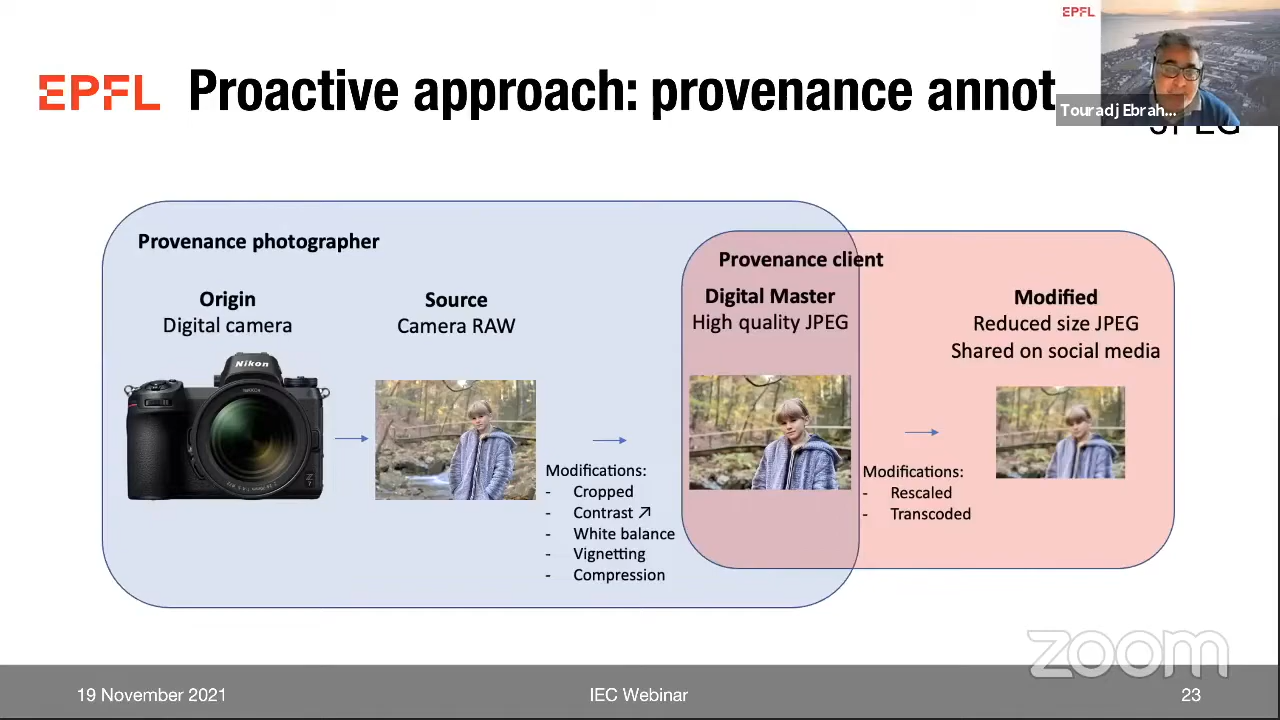 EPFL
EPFL Proactive approach: provenance annot
Touradj Ebrah...
JPEG
Provenance photographer
Provenance client
Origin
Digital camera
Source
Camera RAW
Digital Master
High quality JPEG
Modified
Reduced size JPEG
Shared on social media
Nikon
Modifications:
- Cropped
- Contrast ↗
- White balance
- Vignetting
- Compression
Modifications:
- Rescaled
- Transcoded
zoom
19 November 2021
IEC Webinar
23